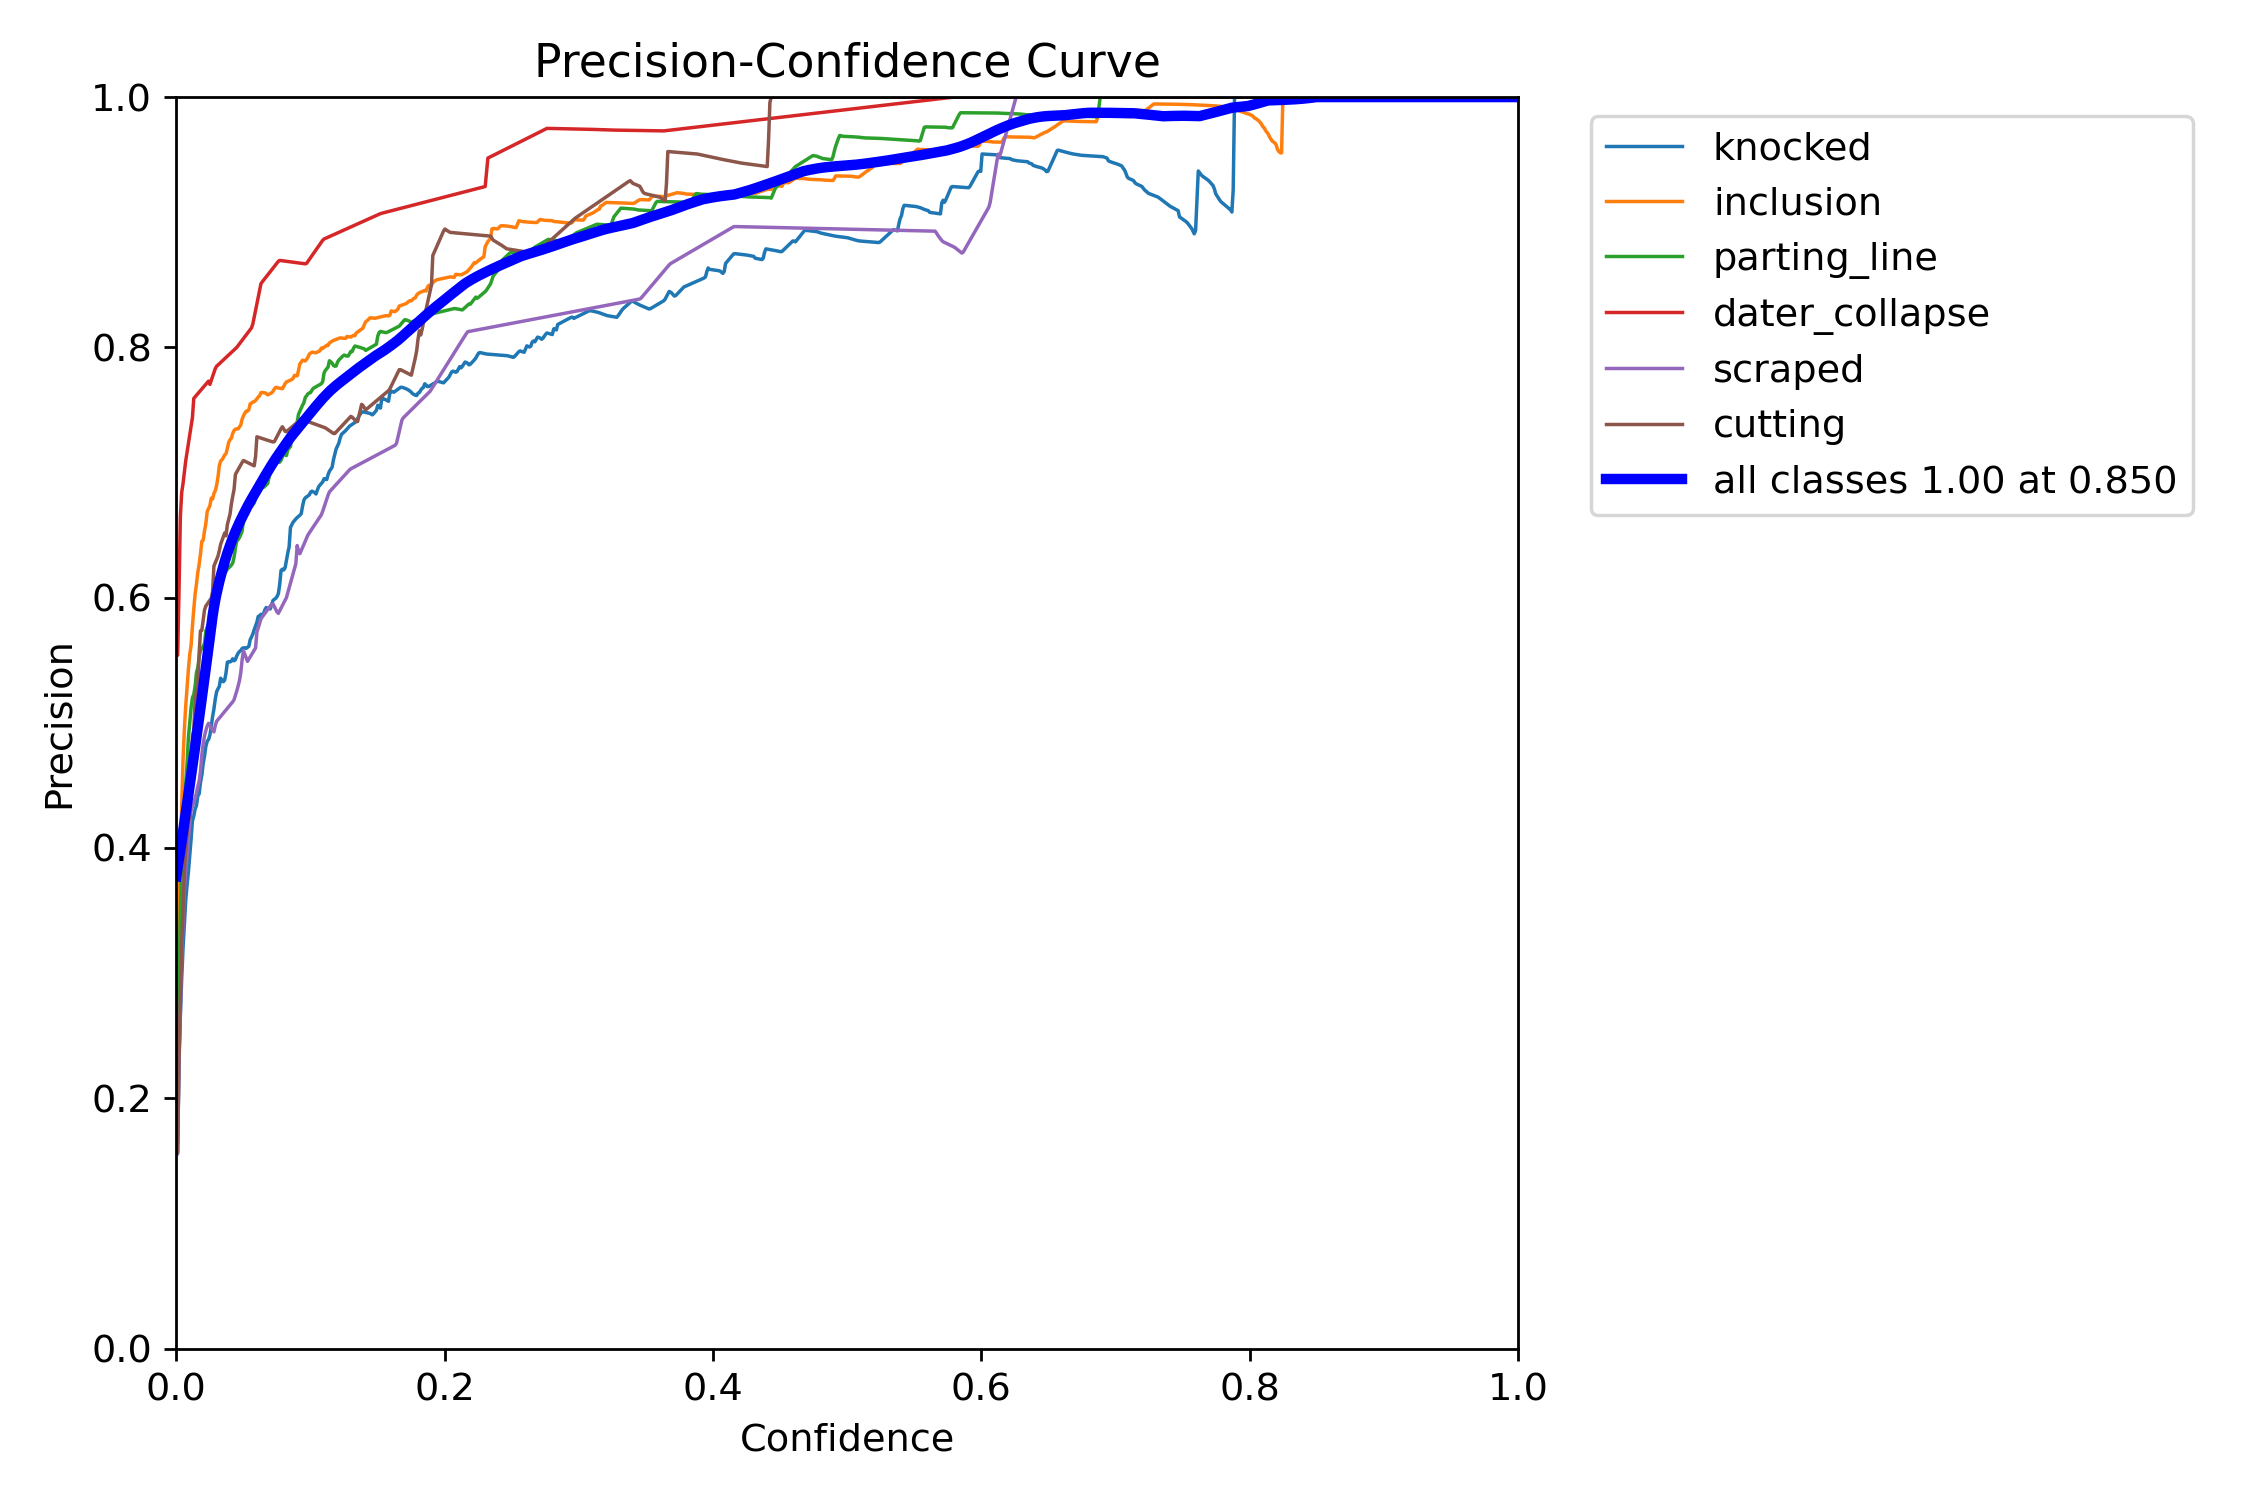 Precision-Confidence Curve
1.0
0.8
0.6
0.4
0.2
0.0
Precision
0.0 0.2 0.4 0.6 0.8 1.0
Confidence
knocked
inclusion
parting_line
dater_collapse
scraped
cutting
all classes 1.00 at 0.850